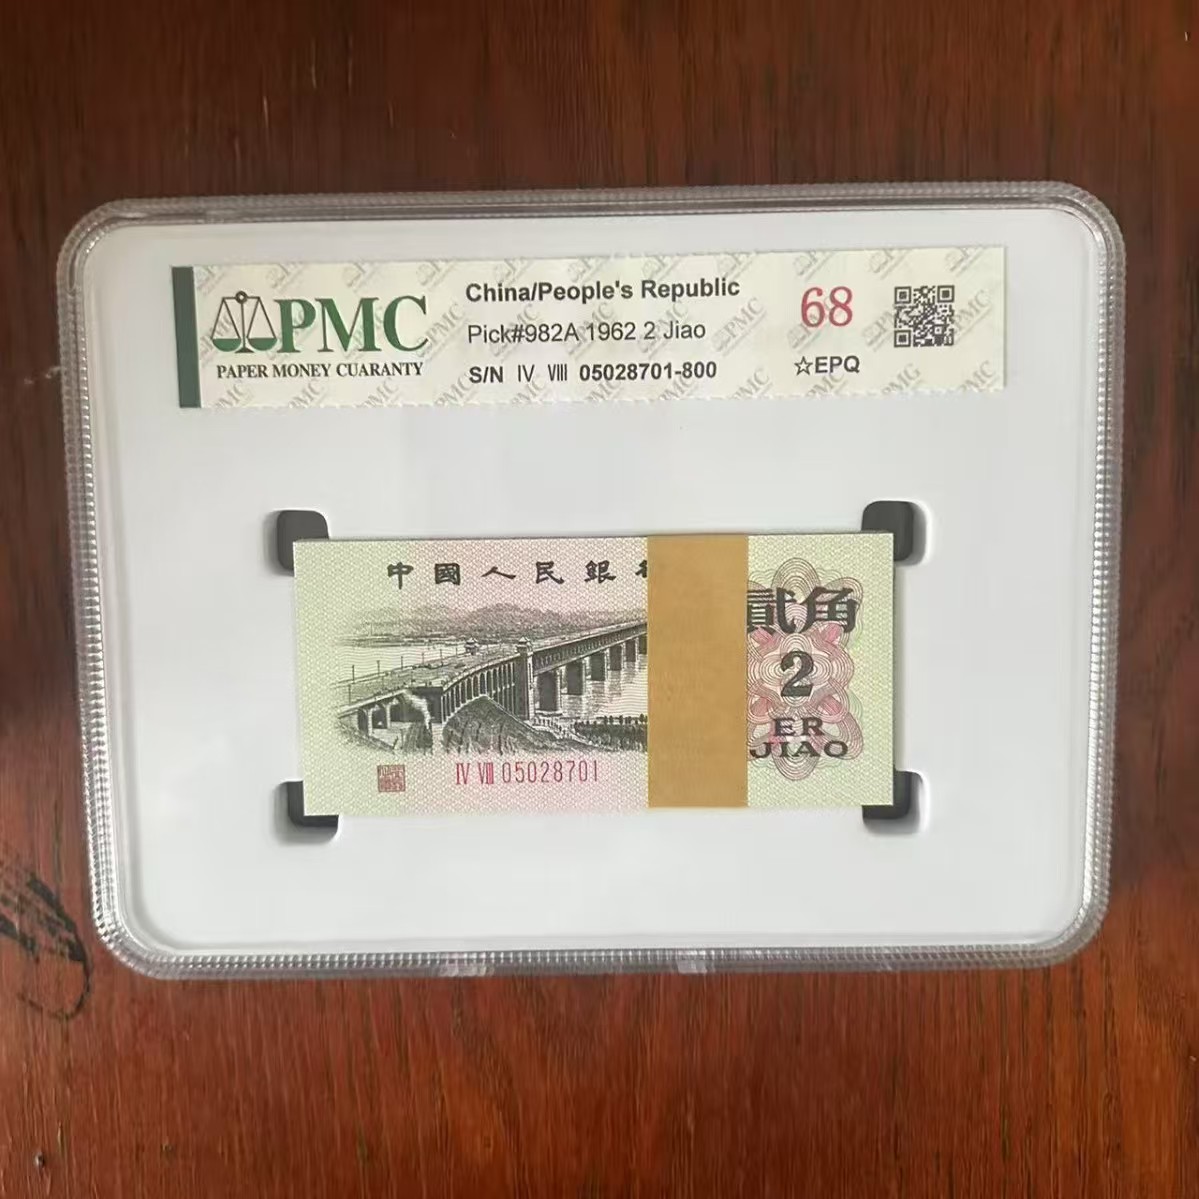 PMC
PAPER MONEY CUARANTY
China/People's Republic
Pick#982A 1962 2 Jiao
S/N IV VIII 05028701-800
68
☆EPQ
中國人民銀
貳角
2
ER
JIAO
IV VIII 05028701